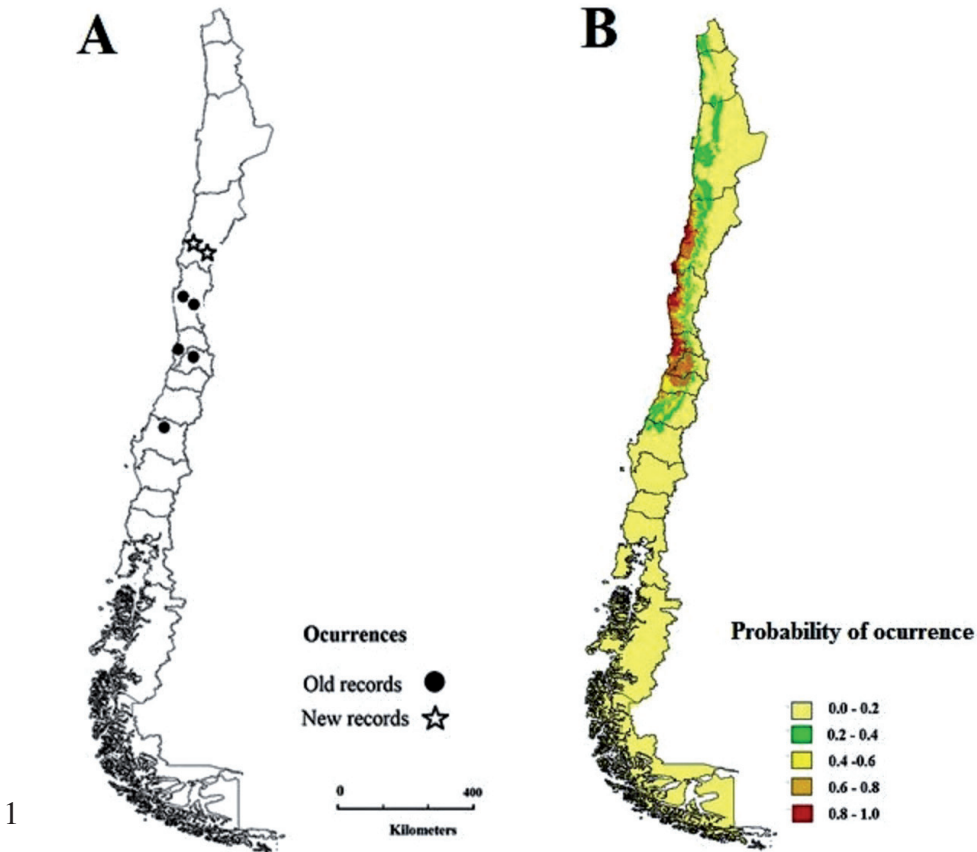 A
B
Ocurrences
Old records
New records
0 400
Kilometers
Probability of ocurrence
0.0 - 0.2
0.2 - 0.4
0.4 -0.6
0.6 - 0.8
0.8 - 1.0
1